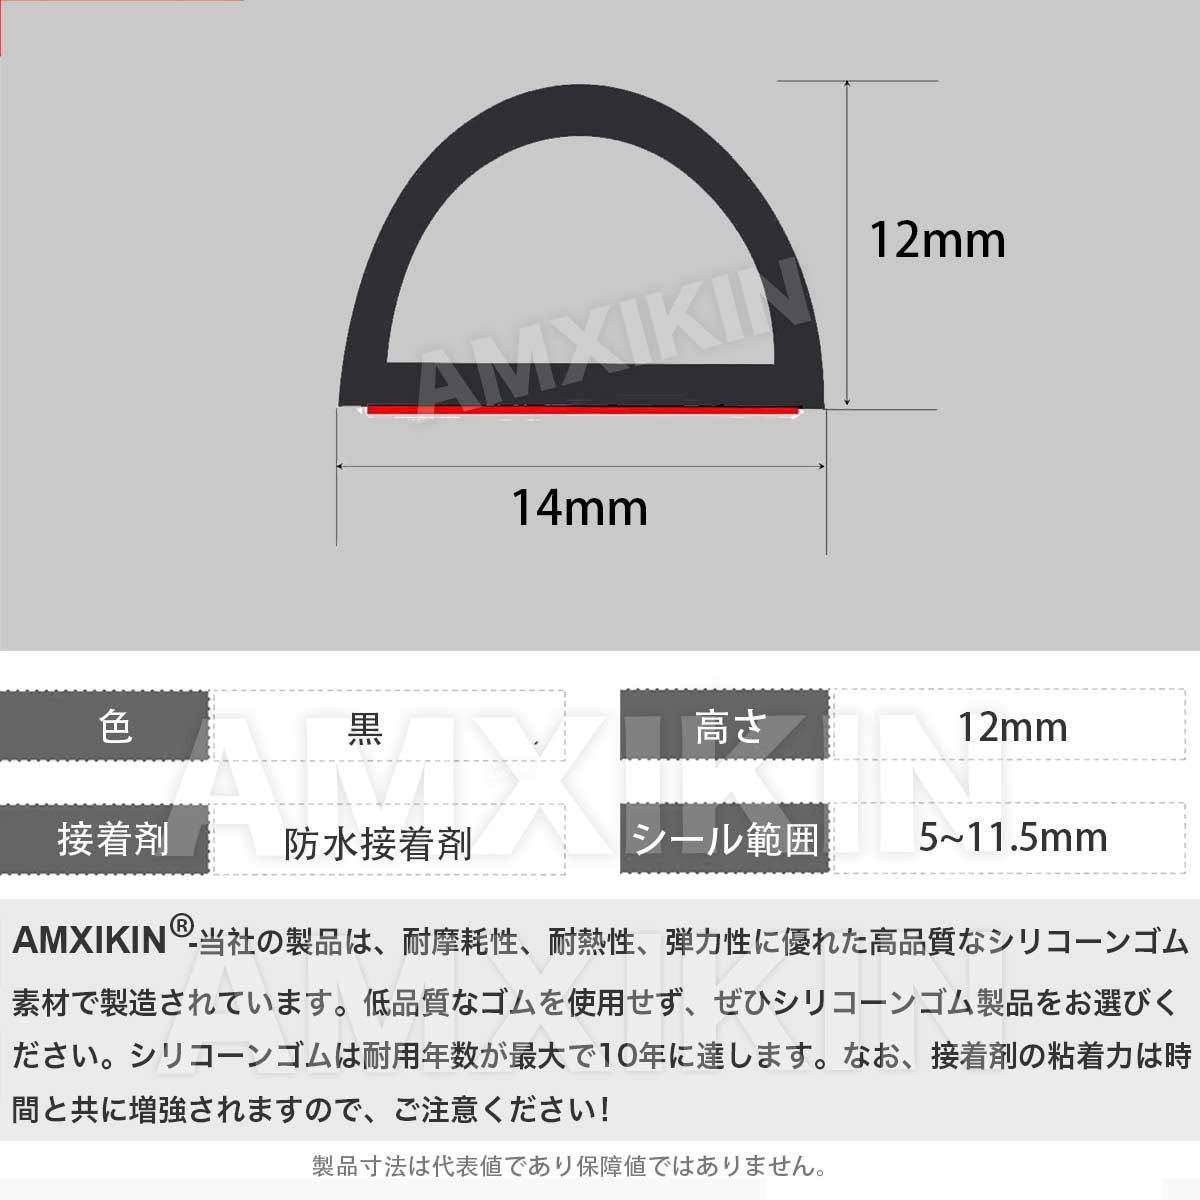 12mm
AMXIKIN
14mm
色 黒 高さ 12mm
接着剤 防水接着剤 シール範囲 5~11.5mm
AMXIKIN
AMXIKIN®-当社の製品は、耐摩耗性、耐熱性、弾力性に優れた高品質なシリコーンゴム
素材で製造されています。低品質なゴムを使用せず、ぜひシリコーンゴム製品をお選びく
ださい。シリコーンゴムは耐用年数が最大で10年に達します。なお、接着剤の粘着力は時
間と共に増強されますので、ご注意ください!
AMXIKIN
製品寸法は代表値であり保障値ではありません。